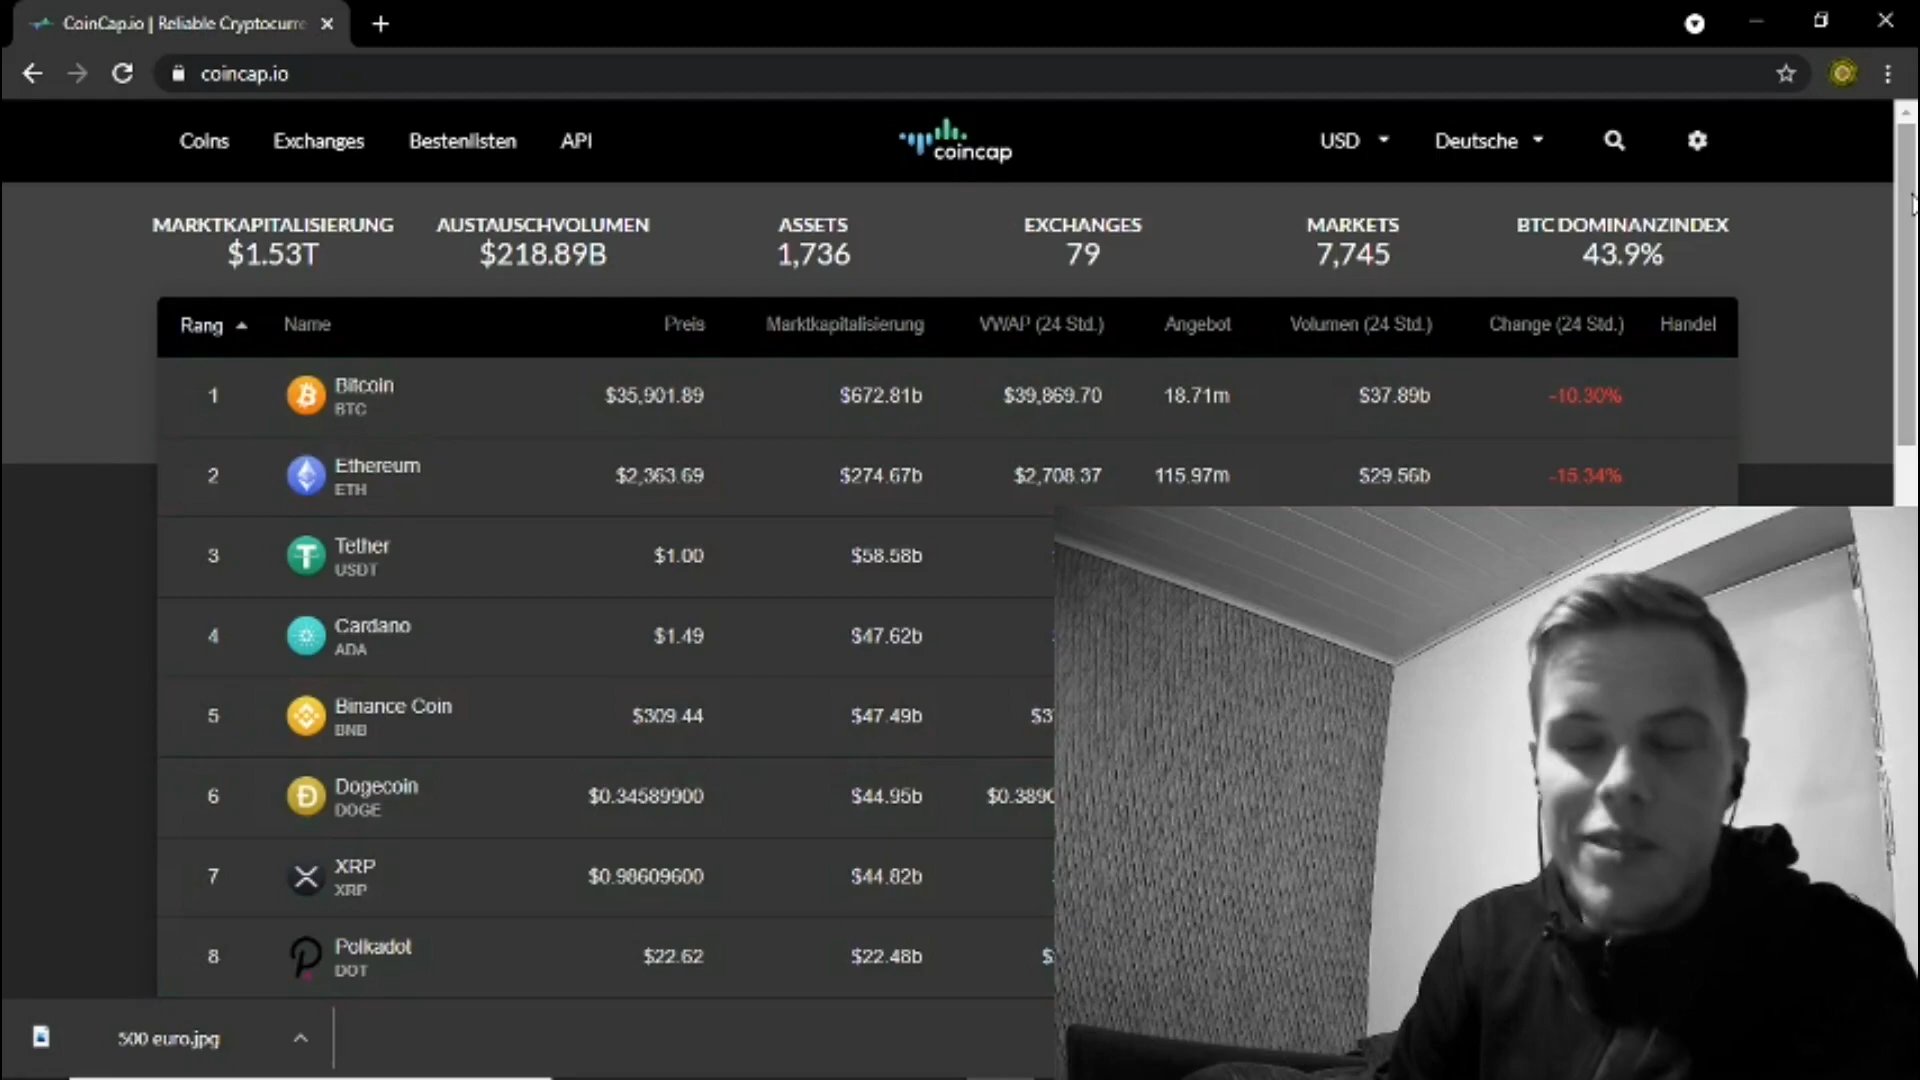 CoinCap.io | Reliable Cryptocurre
coincap.io
Coins Exchanges Bestenlisten API coincap USD Deutsche
MARKTKAPITALISIERUNG AUSTAUSCHVOLUMEN ASSETS EXCHANGES MARKETS BTC DOMINANZINDEX
$1.53T $218.89B 1,736 79 7,745 43.9%
Rang Name Preis Marktkapitalisierung VWAP (24 Std.) Angebot Volumen (24 Std.) Change (24 Std.) Handel
1 Bitcoin $35,901.89 $672.81b $39,869.70 18.71m $37.89b -10.30%
BTC
2 Ethereum $2,363.69 $274.67b $2,708.37 115.97m $29.56b -15.34%
ETH
3 Tether $1.00 $58.58b
USDT
4 Cardano $1.49 $47.62b
ADA
5 Binance Coin $309.44 $47.49b $3
BNB
6 Dogecoin $0.34589900 $44.95b $0.3890
DOGE
7 XRP $0.98609600 $44.82b
XRP
8 Polkadot $22.62 $22.48b $
DOT
500 euro.jpg